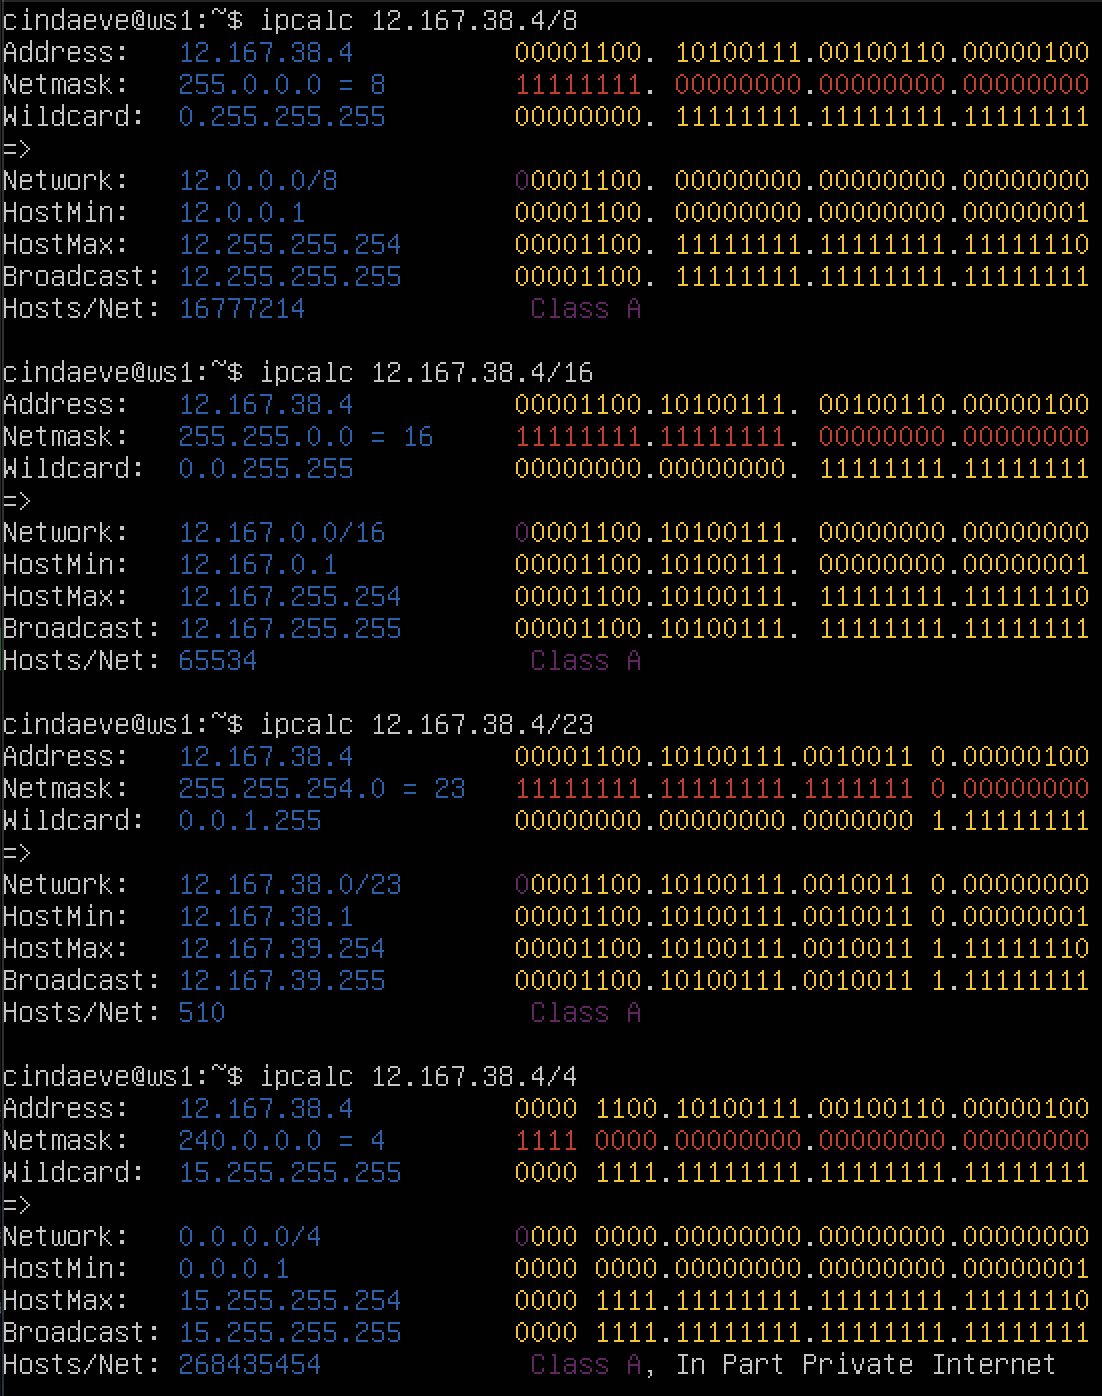 cindaeve@ws1:~$ ipcalc 12.167.38.4/8
Address:   12.167.38.4          00001100. 10100111.00100110.00000100
Netmask:   255.0.0.0 = 8        11111111. 00000000.00000000.00000000
Wildcard:  0.255.255.255        00000000. 11111111.11111111.11111111
=>
Network:   12.0.0.0/8           00001100. 00000000.00000000.00000000
HostMin:   12.0.0.1             00001100. 00000000.00000000.00000001
HostMax:   12.255.255.254       00001100. 11111111.11111111.11111110
Broadcast: 12.255.255.255       00001100. 11111111.11111111.11111111
Hosts/Net: 16777214              Class A

cindaeve@ws1:~$ ipcalc 12.167.38.4/16
Address:   12.167.38.4          00001100.10100111. 00100110.00000100
Netmask:   255.255.0.0 = 16     11111111.11111111. 00000000.00000000
Wildcard:  0.0.255.255          00000000.00000000. 11111111.11111111
=>
Network:   12.167.0.0/16        00001100.10100111. 00000000.00000000
HostMin:   12.167.0.1           00001100.10100111. 00000000.00000001
HostMax:   12.167.255.254       00001100.10100111. 11111111.11111110
Broadcast: 12.167.255.255       00001100.10100111. 11111111.11111111
Hosts/Net: 65534                 Class A

cindaeve@ws1:~$ ipcalc 12.167.38.4/23
Address:   12.167.38.4          00001100.10100111.0010011 0.00000100
Netmask:   255.255.254.0 = 23   11111111.11111111.1111111 0.00000000
Wildcard:  0.0.1.255            00000000.00000000.0000000 1.11111111
=>
Network:   12.167.38.0/23       00001100.10100111.0010011 0.00000000
HostMin:   12.167.38.1          00001100.10100111.0010011 0.00000001
HostMax:   12.167.39.254        00001100.10100111.0010011 1.11111110
Broadcast: 12.167.39.255        00001100.10100111.0010011 1.11111111
Hosts/Net: 510                   Class A

cindaeve@ws1:~$ ipcalc 12.167.38.4/4
Address:   12.167.38.4          0000 1100.10100111.00100110.00000100
Netmask:   240.0.0.0 = 4        1111 0000.00000000.00000000.00000000
Wildcard:  15.255.255.255       0000 1111.11111111.11111111.11111111
=>
Network:   0.0.0.0/4            0000 0000.00000000.00000000.00000000
HostMin:   0.0.0.1              0000 0000.00000000.00000000.00000001
HostMax:   15.255.255.254       0000 1111.11111111.11111111.11111110
Broadcast: 15.255.255.255       0000 1111.11111111.11111111.11111111
Hosts/Net: 268435454             Class A, In Part Private Internet